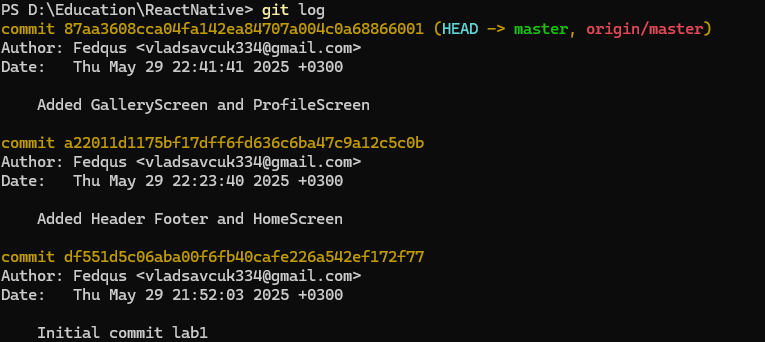 PS D:\Education\ReactNative> git log
commit 87aa3608cca04fa142ea84707a004c0a68866001 (HEAD -> master, origin/master)
Author: Fedqus <vladsavcuk334@gmail.com>
Date:   Thu May 29 22:41:41 2025 +0300
    Added GalleryScreen and ProfileScreen
commit a22011d1175bf17dff6fd636c6ba47c9a12c5c0b
Author: Fedqus <vladsavcuk334@gmail.com>
Date:   Thu May 29 22:23:40 2025 +0300
    Added Header Footer and HomeScreen
commit df551d5c06aba00f6fb40cafe226a542ef172f77
Author: Fedqus <vladsavcuk334@gmail.com>
Date:   Thu May 29 21:52:03 2025 +0300
    Initial commit lab1